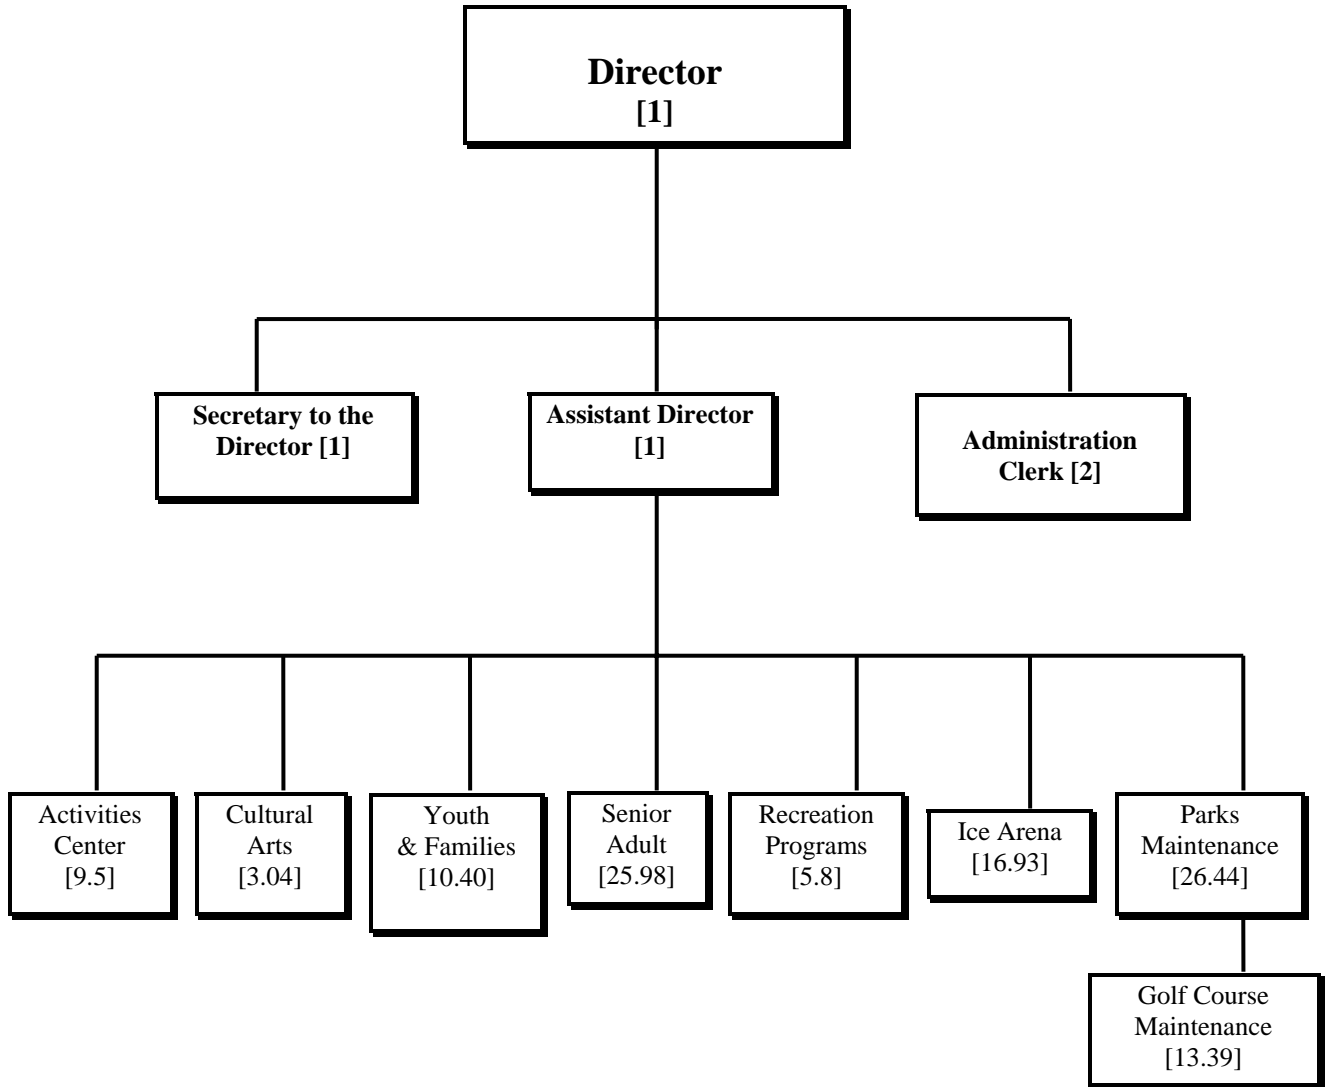 Director
[1]
Secretary to the
Director [1]
Assistant Director
[1]
Administration
Clerk [2]
Activities
Center
[9.5]
Cultural
Arts
[3.04]
Youth
& Families
[10.40]
Senior
Adult
[25.98]
Recreation
Programs
[5.8]
Ice Arena
[16.93]
Parks
Maintenance
[26.44]
Golf Course
Maintenance
[13.39]